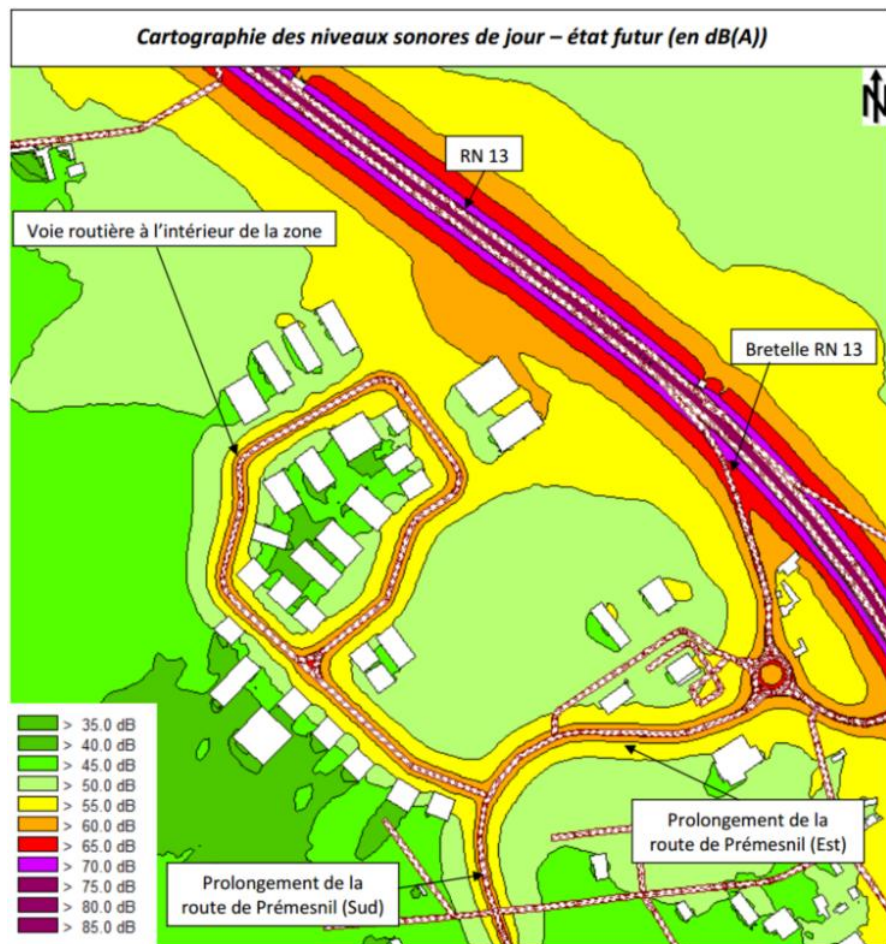 Cartographie des niveaux sonores de jour – état futur (en dB(A))
N
RN 13
Voie routière à l'intérieur de la zone
Bretelle RN 13
> 35.0 dB
> 40.0 dB
> 45.0 dB
> 50.0 dB
> 55.0 dB
> 60.0 dB
> 65.0 dB
> 70.0 dB
> 75.0 dB
> 80.0 dB
> 85.0 dB
Prolongement de la
route de Prémesnil (Est)
Prolongement de la
route de Prémesnil (Sud)